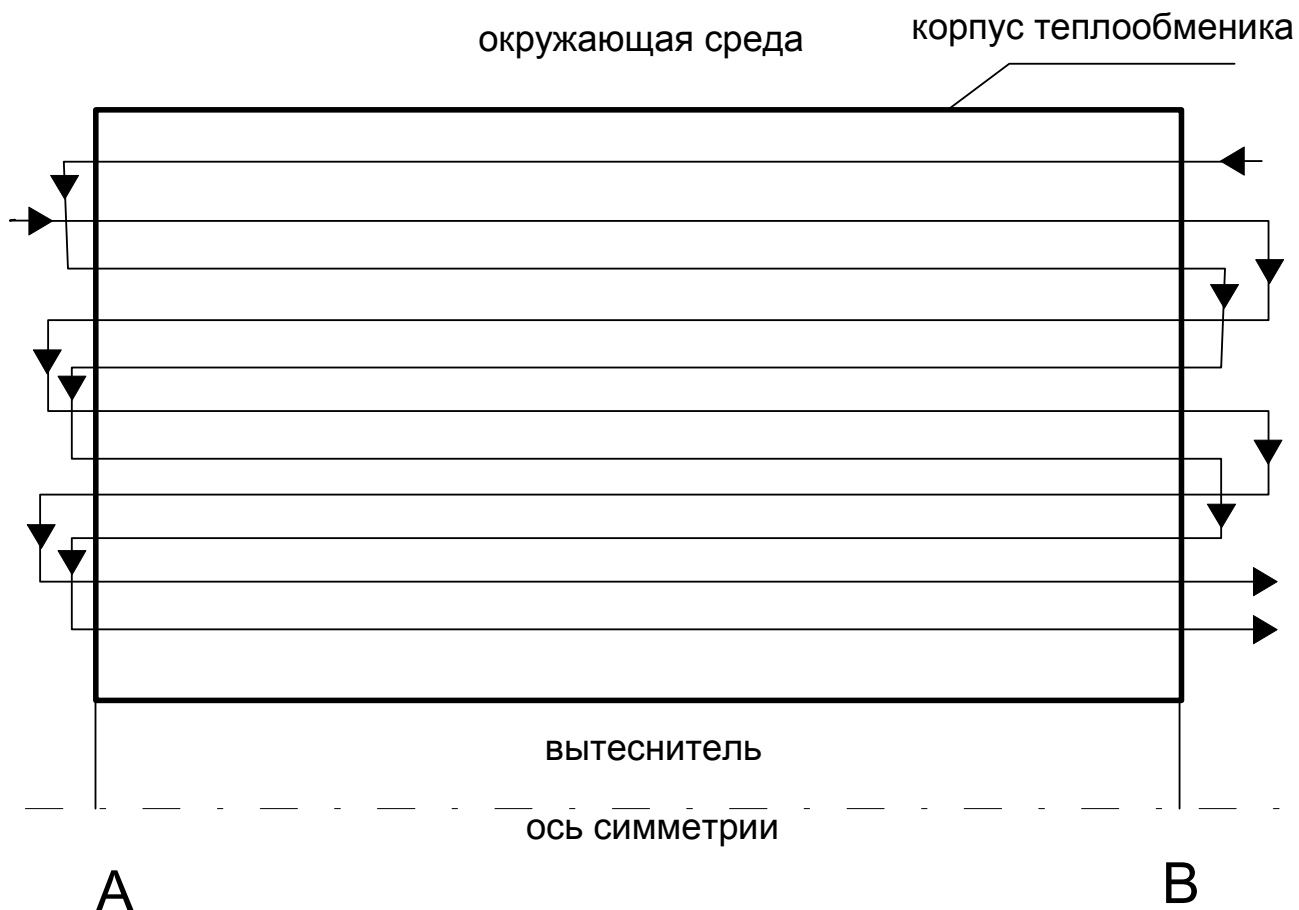 окружающая среда
корпус теплообменика
вытеснитель
ось симметрии
A
B